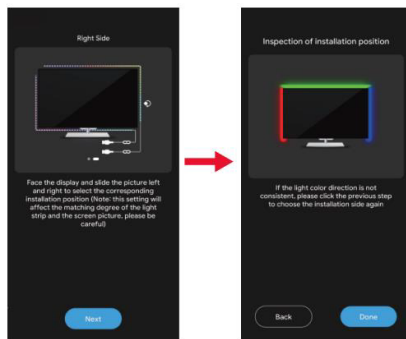 Right Side
Face the display and slide the picture left
and right to select the corresponding
installation position (Note: this setting will
affect the matching degree of the light
strip and the screen picture, please be
careful)
Next
Inspection of installation position
If the light color direction is not
consistent, please click the previous step
to choose the installation side again
Back
Done